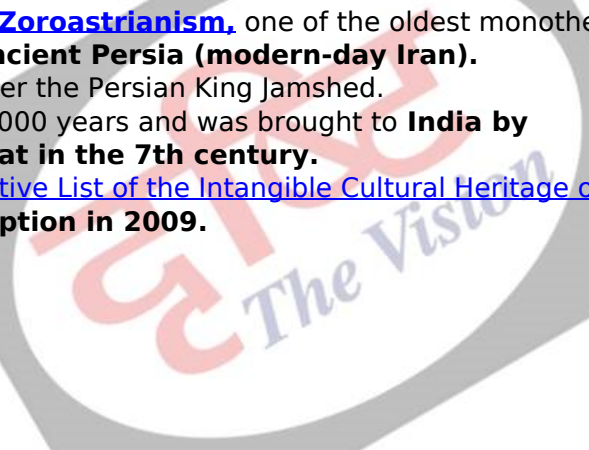 Zoroastrianism, one of the oldest monothe
ncient Persia (modern-day Iran).
er the Persian King Jamshed.
000 years and was brought to India by
at in the 7th century.
tive List of the Intangible Cultural Heritage o
ption in 2009.
दृष्टि
The Vision